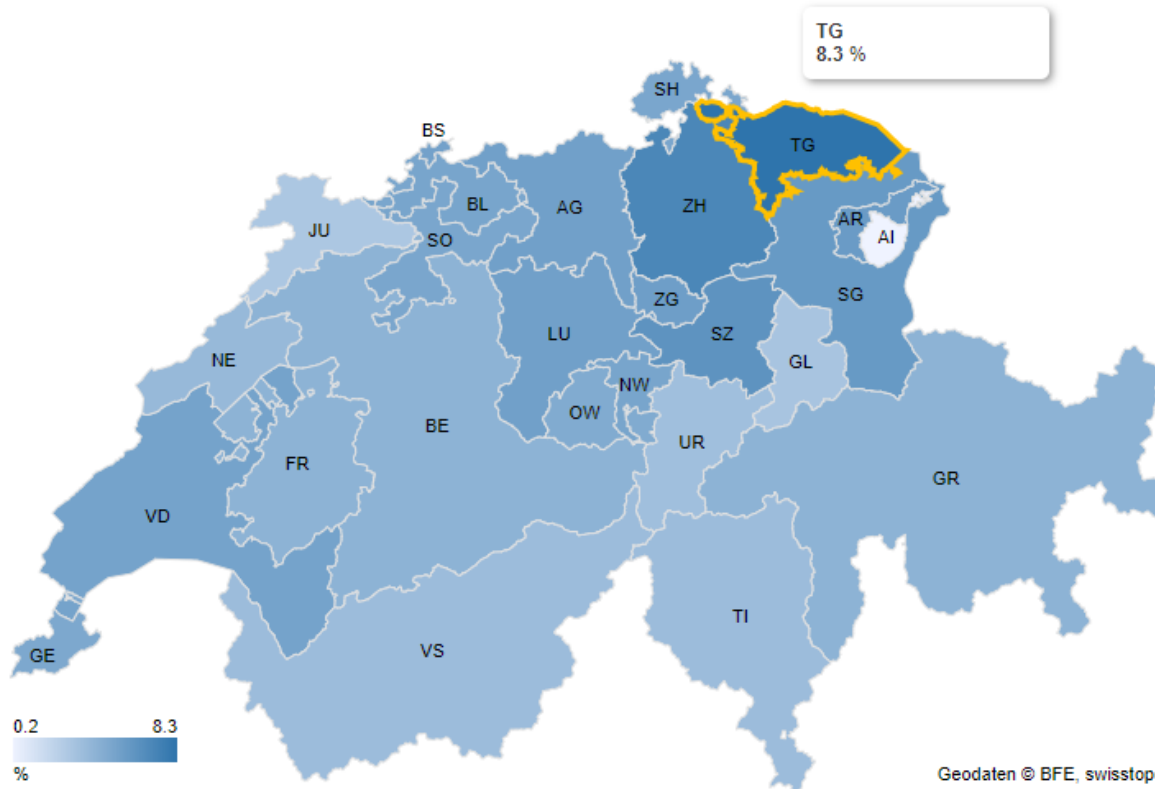 TG
8.3 %
SH
BS
TG
BL
AG
ZH
AR
JU
SO
AI
ZG
SG
LU
SZ
NE
GL
NW
OW
BE
UR
FR
GR
VD
TI
GE
VS
0.2 8.3
%
Geodaten © BFE, swisstop